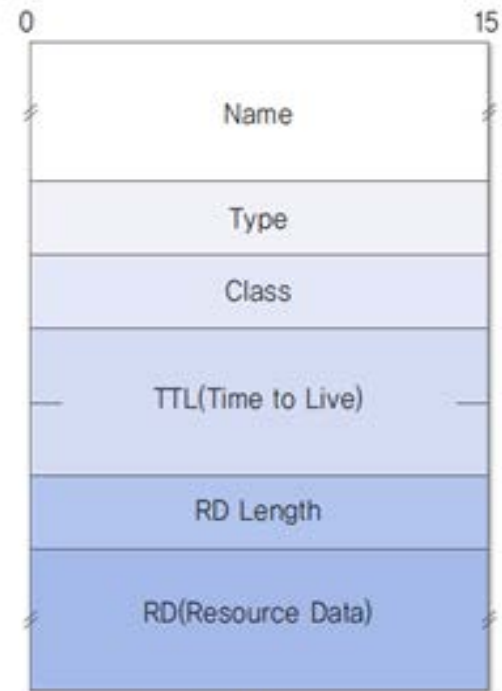 0 15
Name
Type
Class
TTL(Time to Live)
RD Length
RD(Resource Data)